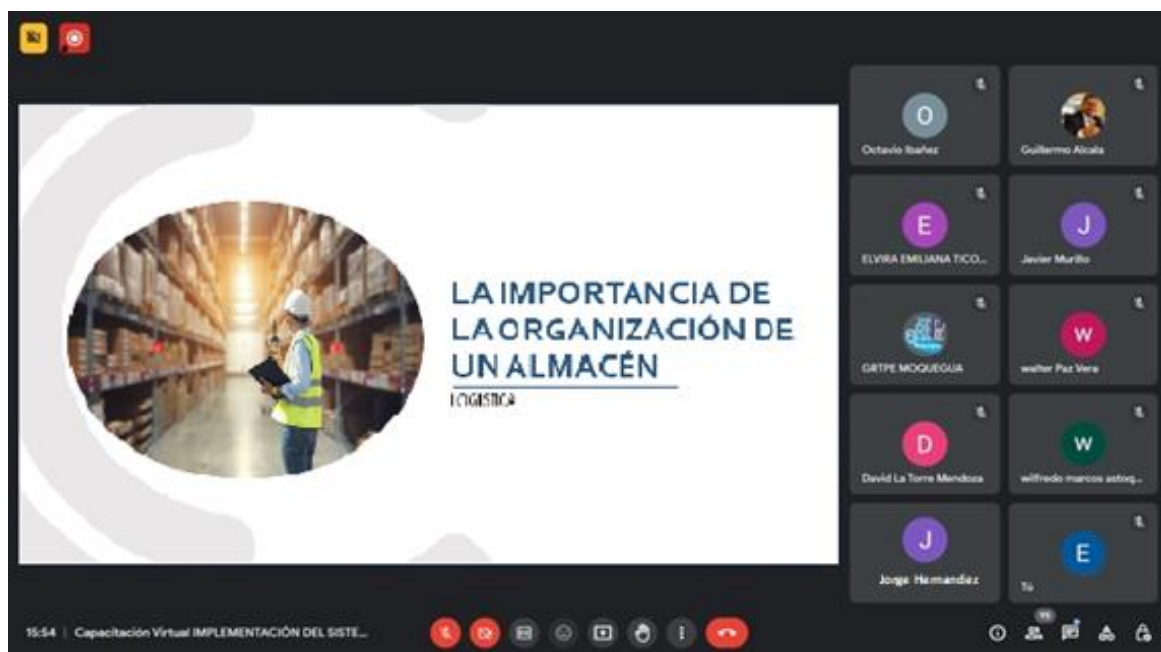 LA IMPORTANCIA DE
LA ORGANIZACIÓN DE
UN ALMACÉN
LOGISTICA
O
Octavio Ibañez
Guillermo Alcala
E
ELVIRA EMILIANA TICO...
J
Javier Murillo
GRTPE MOQUEGUA
W
walter Paz Vera
D
David La Torre Mendoza
W
wilfredo marcos astoq...
J
Jorge Hernandez
E
Tú
15:54 | Capacitación Virtual IMPLEMENTACIÓN DEL SISTE...